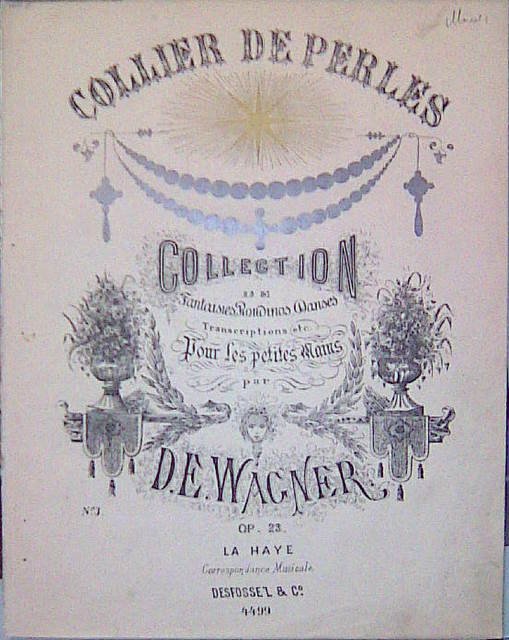 COLLIER DE PERLES
COLLECTION
Fantaisies Rondinos Danses
Transcriptions etc.
Pour les petites Mains
par
D.E. WAGNER.
No 1
OP. 23.
LA HAYE
Correspondance Musicale.
DESFOSSEZ & Co
4499